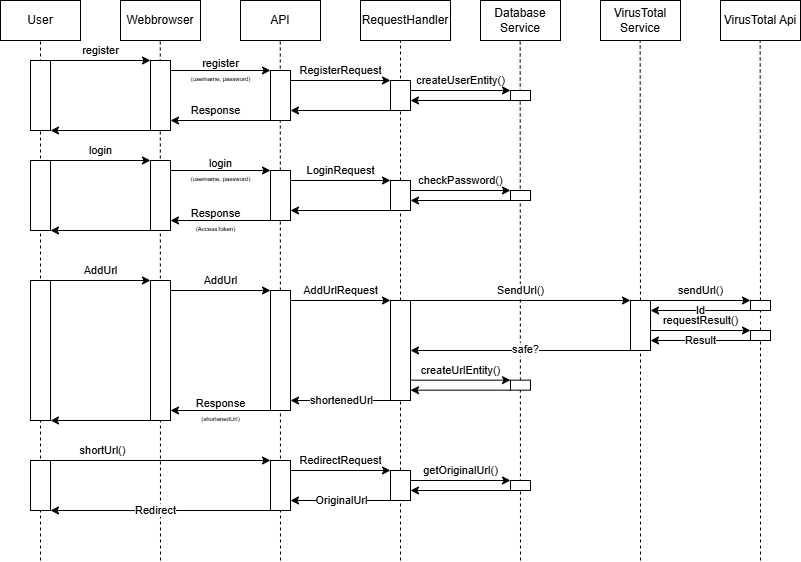 User
Webbrowser
API
RequestHandler
Database
Service
VirusTotal
Service
VirusTotal Api
register
register
(username, password)
RegisterRequest
createUserEntity()
Response
login
login
(username, password)
LoginRequest
checkPassword()
Response
(AccessToken)
AddUrl
AddUrl
AddUrlRequest
SendUrl()
sendUrl()
Id
requestResult()
Result
safe?
createUrlEntity()
shortenedUrl
Response
(shortenedUrl)
shortUrl()
RedirectRequest
getOriginalUrl()
OriginalUrl
Redirect